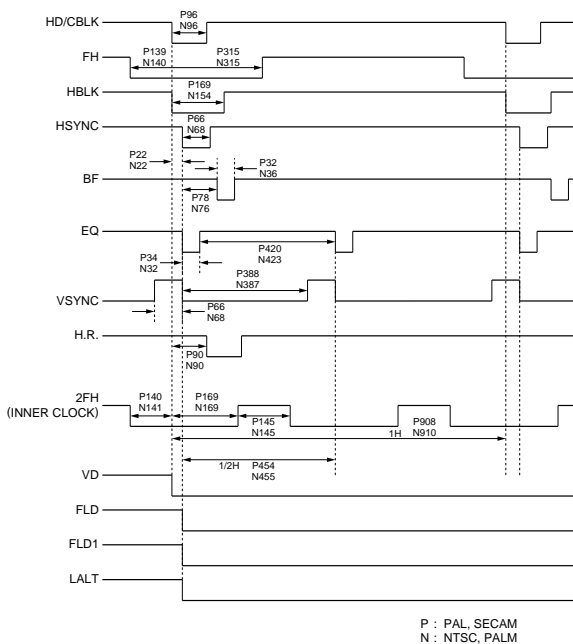 HD/CBLK
P96
N96
FH
P139
N140
P315
N315
HBLK
P169
N154
HSYNC
P66
N68
P22
N22
P32
N36
BF
P78
N76
EQ
P34
N32
P420
N423
P388
N387
VSYNC
P66
N68
H.R.
P90
N90
2FH
(INNER CLOCK)
P140
N141
P169
N169
P145
N145
P908
N910
1H
1/2H
P454
N455
VD
FLD
FLD1
LALT
P : PAL, SECAM
N : NTSC, PALM